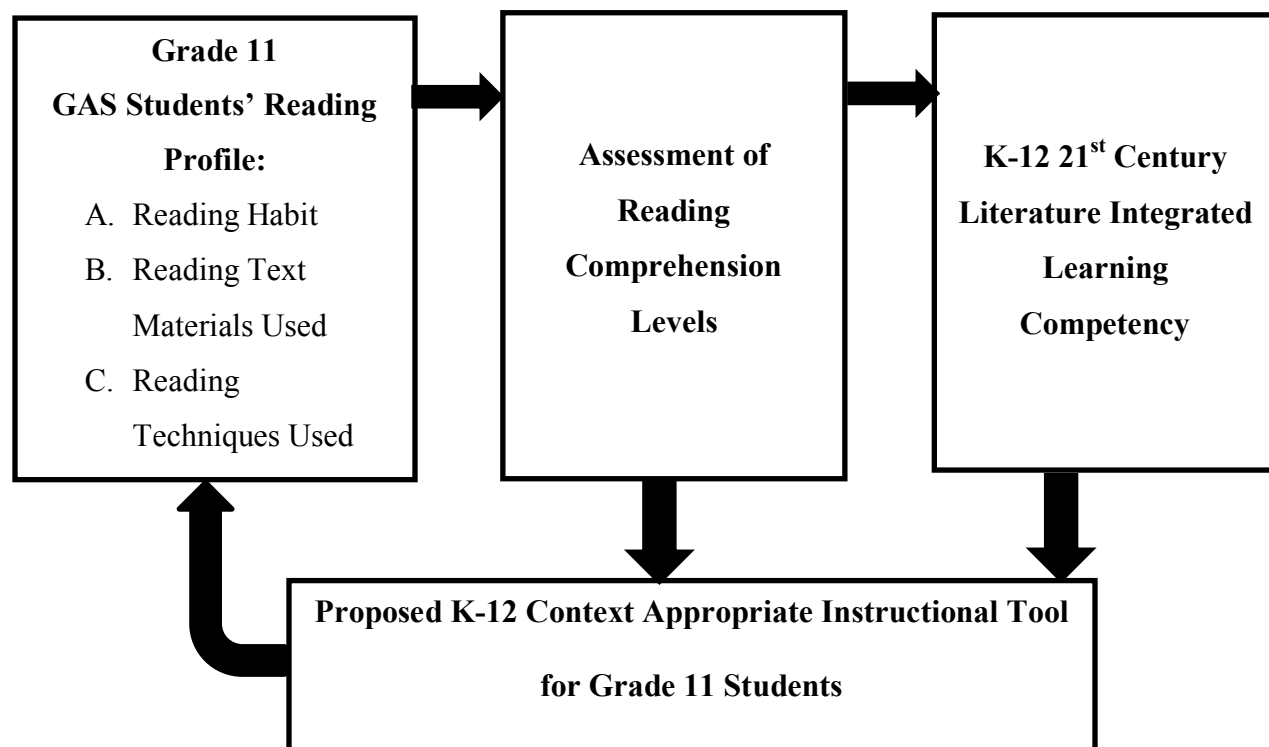 Grade 11
GAS Students’ Reading
Profile:
A. Reading Habit
B. Reading Text
Materials Used
C. Reading
Techniques Used
Assessment of
Reading
Comprehension
Levels
K-12 21st Century
Literature Integrated
Learning
Competency
Proposed K-12 Context Appropriate Instructional Tool
for Grade 11 Students